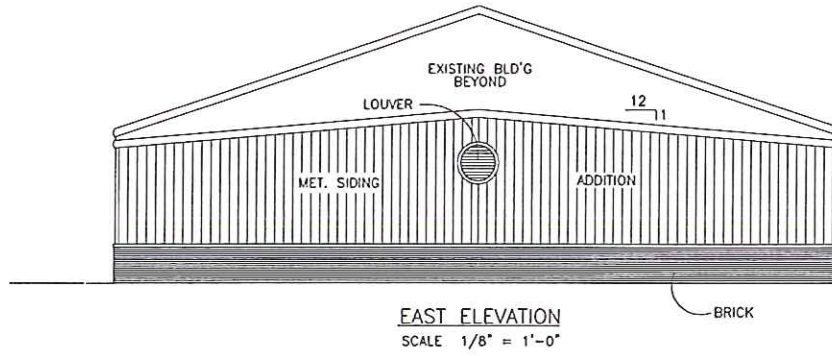 EXISTING BLD'G
BEYOND
LOUVER
12
1
MET. SIDING
ADDITION
BRICK
EAST ELEVATION
SCALE 1/8" = 1'-0"